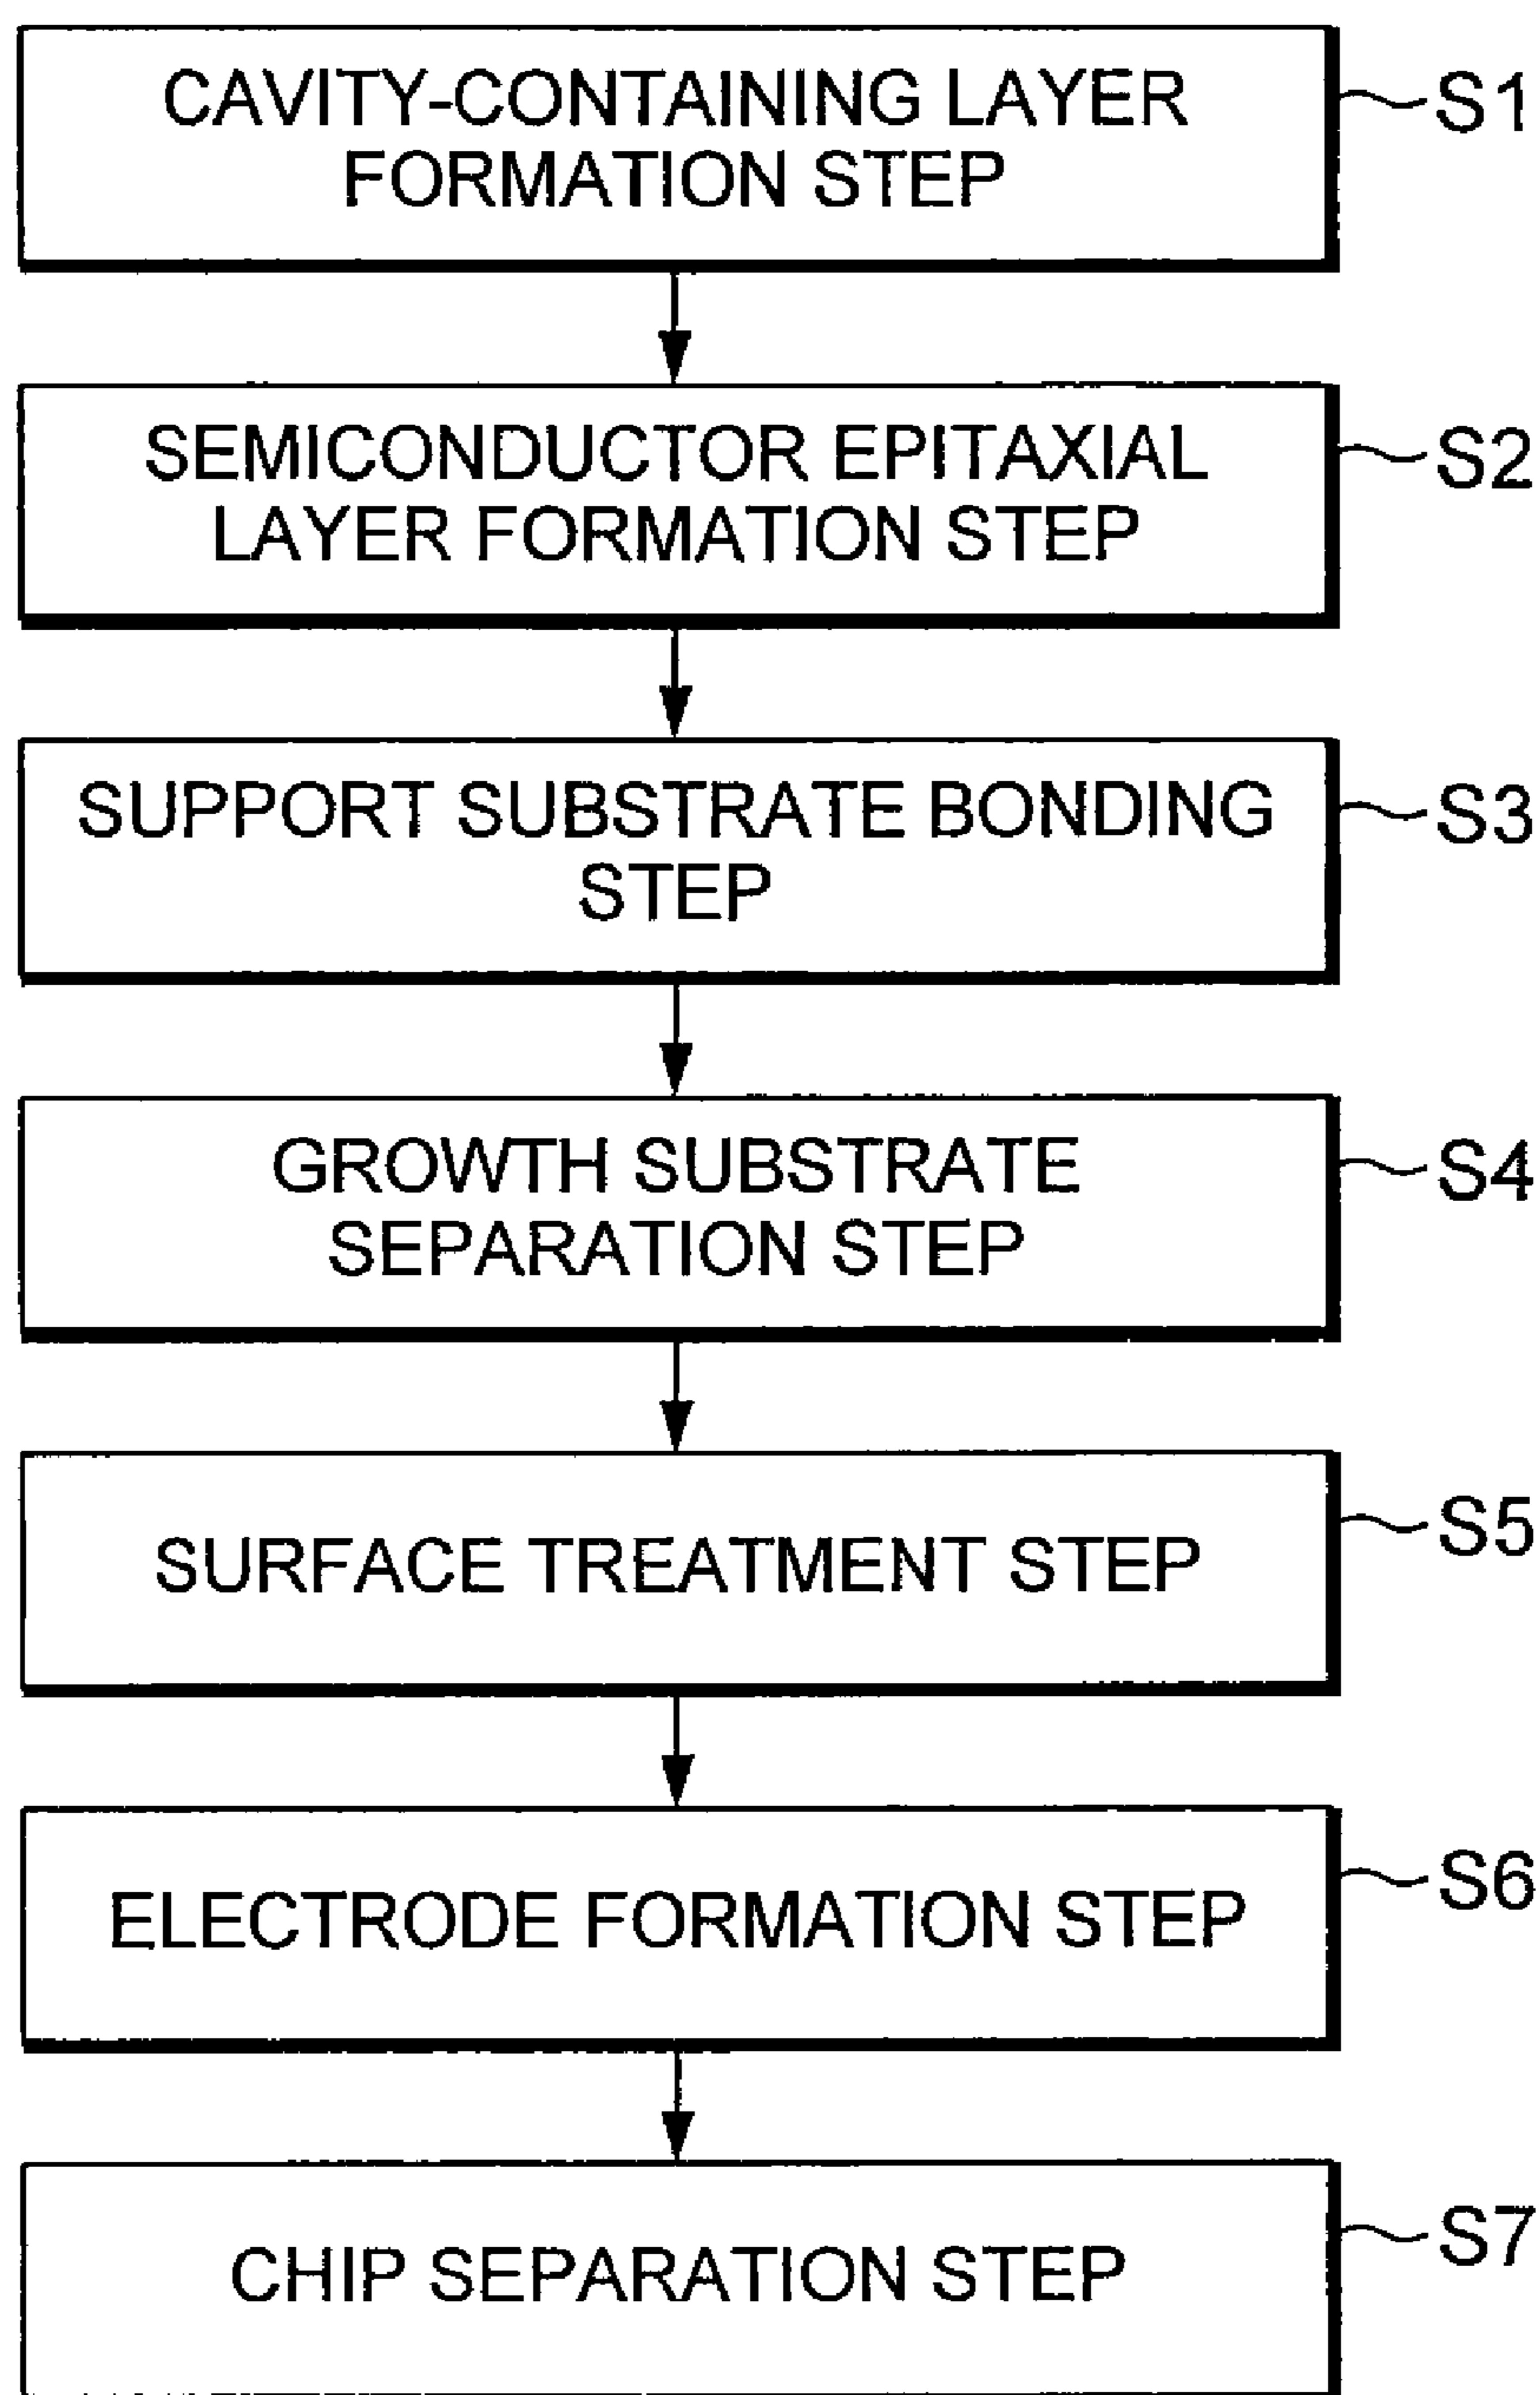 CAVITY-CONTAINING LAYER
FORMATION STEP
S1
SEMICONDUCTOR EPITAXIAL
LAYER FORMATION STEP
S2
SUPPORT SUBSTRATE BONDING
STEP
S3
GROWTH SUBSTRATE
SEPARATION STEP
S4
SURFACE TREATMENT STEP
S5
ELECTRODE FORMATION STEP
S6
CHIP SEPARATION STEP
S7